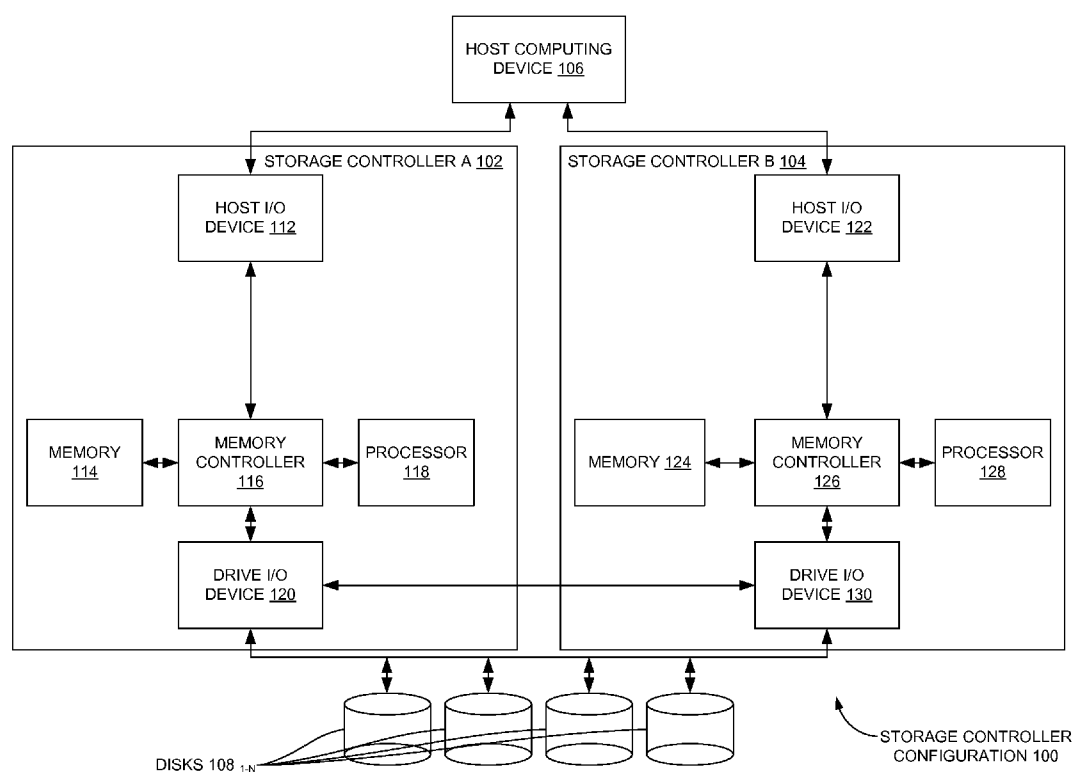 HOST COMPUTING
DEVICE 106
STORAGE CONTROLLER A 102
STORAGE CONTROLLER B 104
HOST I/O
DEVICE 112
HOST I/O
DEVICE 122
MEMORY
114
MEMORY
CONTROLLER
116
PROCESSOR
118
MEMORY 124
MEMORY
CONTROLLER
126
PROCESSOR
128
DRIVE I/O
DEVICE 120
DRIVE I/O
DEVICE 130
DISKS 108 1-N
STORAGE CONTROLLER
CONFIGURATION 100